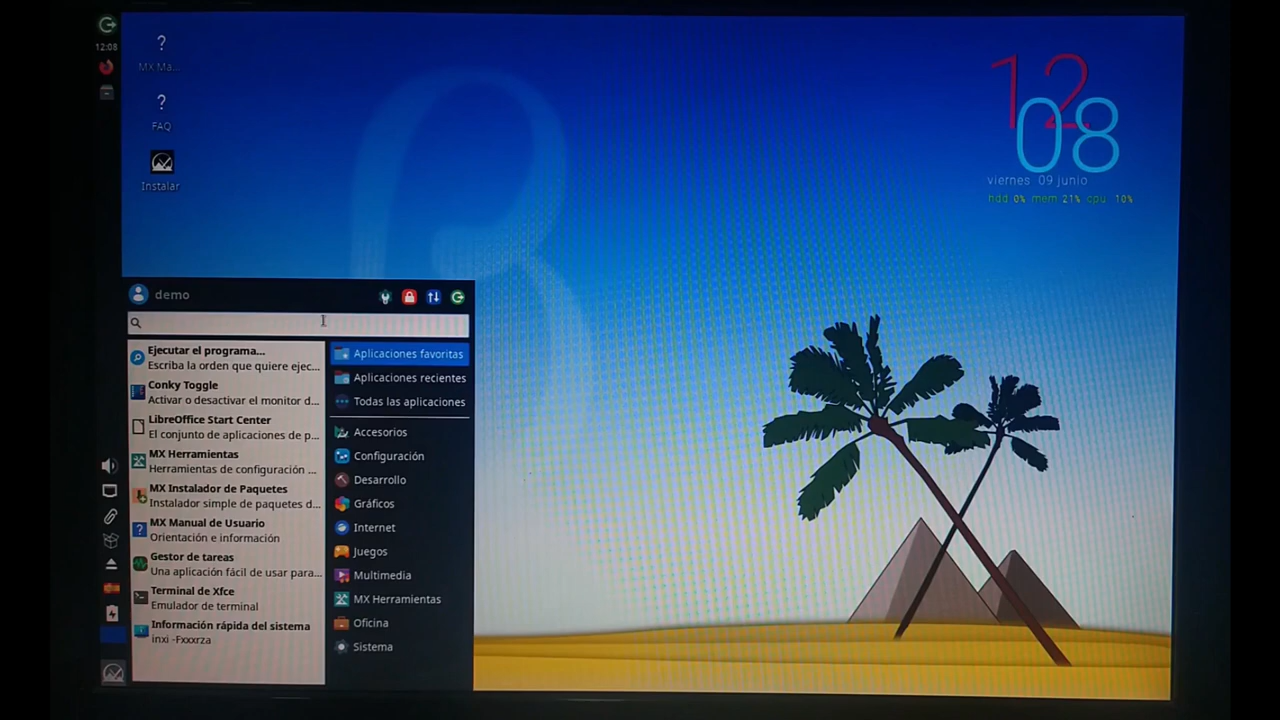 12:08
MX Ma...
FAQ
Instalar
12
08
viernes 09 junio
hdd 0% mem 21% cpu 10%
demo
Ejecutar el programa...
Escriba la orden que quiere ejec...
Conky Toggle
Activar o desactivar el monitor d...
LibreOffice Start Center
El conjunto de aplicaciones de p...
MX Herramientas
Herramientas de configuración ...
MX Instalador de Paquetes
Instalador simple de paquetes d...
MX Manual de Usuario
Orientación e información
Gestor de tareas
Una aplicación fácil de usar para...
Terminal de Xfce
Emulador de terminal
Información rápida del sistema
inxi -Fxxxrza
Aplicaciones favoritas
Aplicaciones recientes
Todas las aplicaciones
Accesorios
Configuración
Desarrollo
Gráficos
Internet
Juegos
Multimedia
MX Herramientas
Oficina
Sistema